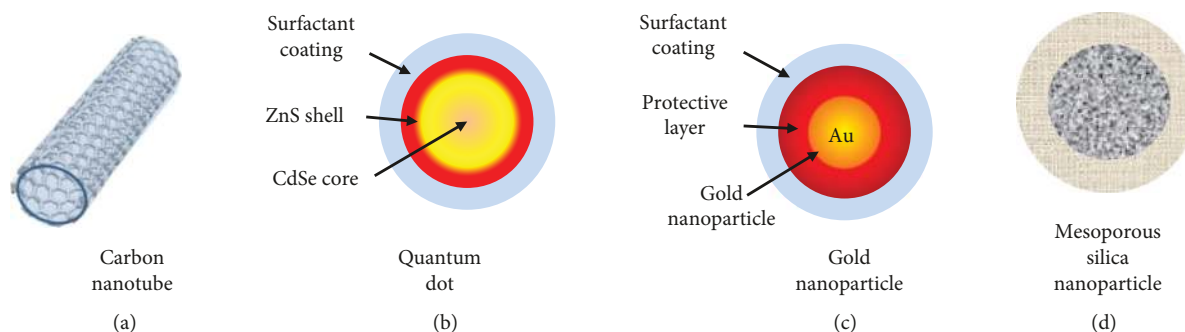 Surfactant
coating
ZnS shell
CdSe core
Surfactant
coating
Protective
layer
Au
Gold
nanoparticle
Carbon
nanotube
Quantum
dot
Gold
nanoparticle
Mesoporous
silica
nanoparticle
(a)
(b)
(c)
(d)